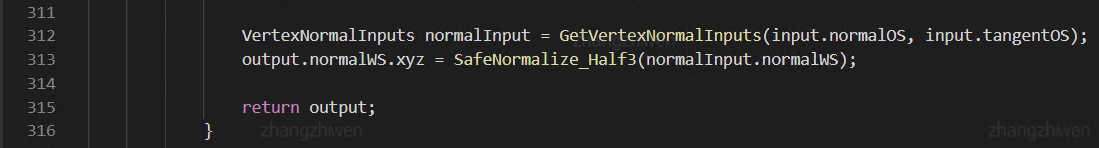 311
312 VertexNormalInputs normalInput = GetVertexNormalInputs(input.normalOS, input.tangentOS);
313 output.normalWS.xyz = SafeNormalize_Half3(normalInput.normalWS);
314
315 return output;
316 }
zhangzhiwen
zhangzhiwen
zhangzhiwen